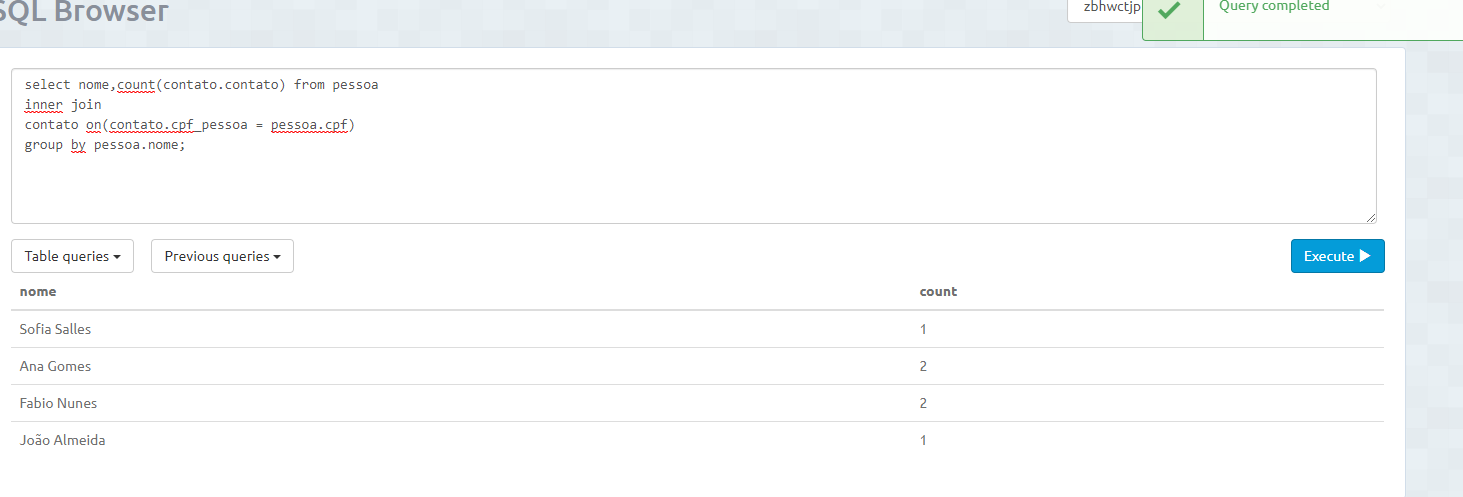 SQL Browser
zbhwctjp
Query completed
select nome,count(contato.contato) from pessoa
inner join
contato on(contato.cpf_pessoa = pessoa.cpf)
group by pessoa.nome;
Table queries
Previous queries
Execute
nome count
Sofia Salles 1
Ana Gomes 2
Fabio Nunes 2
João Almeida 1